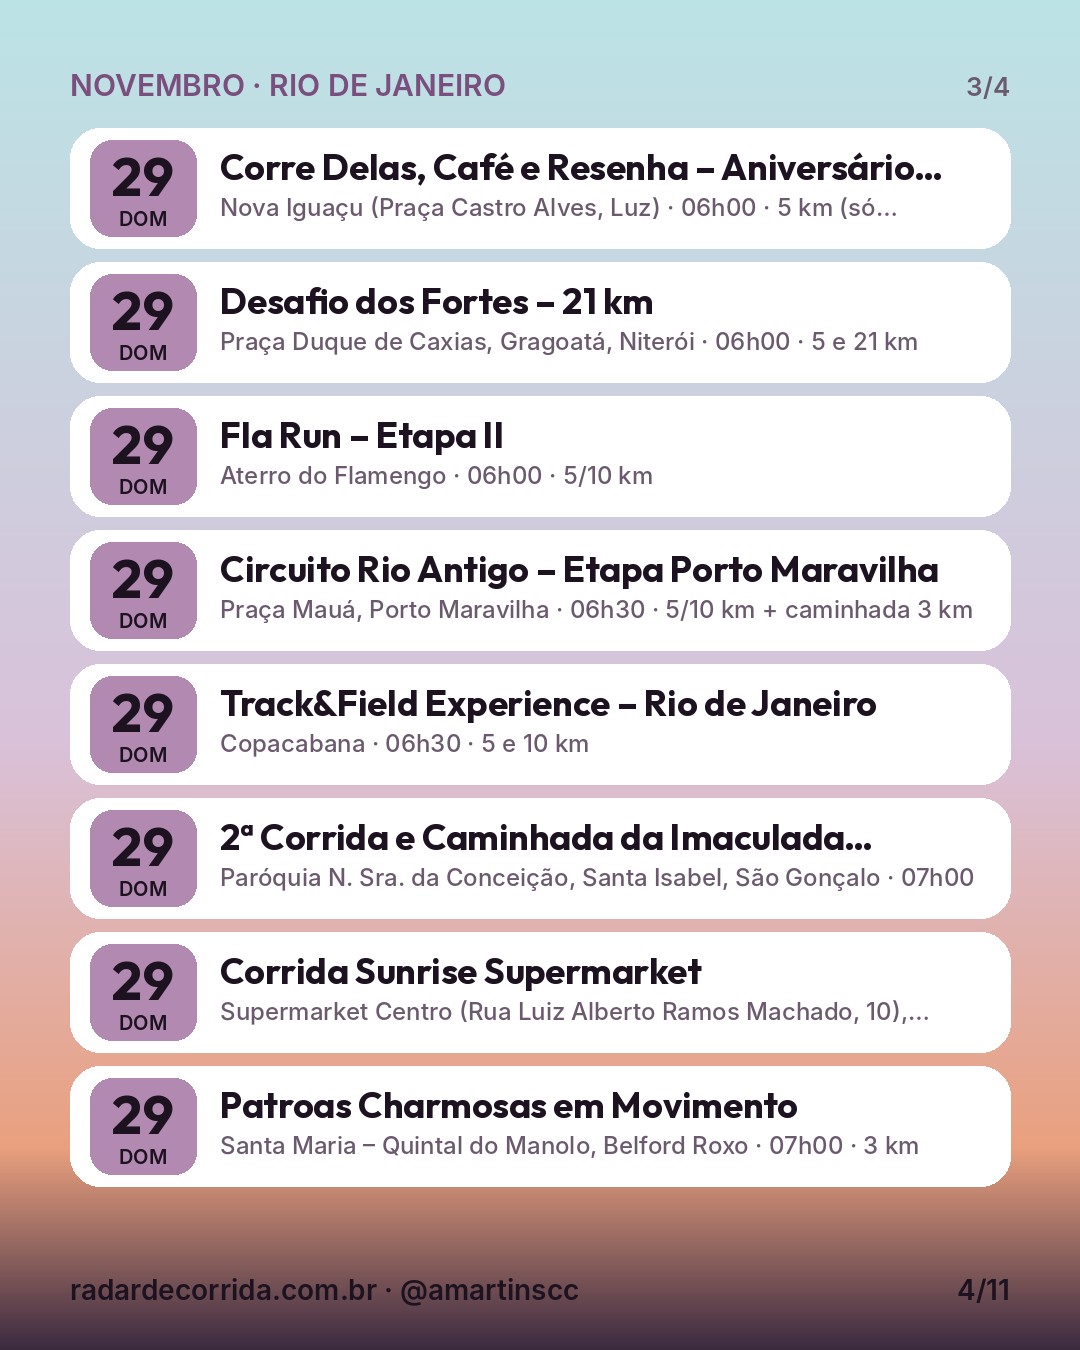 NOVEMBRO · RIO DE JANEIRO
3/4
29
DOM
Corre Delas, Café e Resenha – Aniversário...
Nova Iguaçu (Praça Castro Alves, Luz) · 06h00 · 5 km (só...
29
DOM
Desafio dos Fortes – 21 km
Praça Duque de Caxias, Gragoatá, Niterói · 06h00 · 5 e 21 km
29
DOM
Fla Run – Etapa II
Aterro do Flamengo · 06h00 · 5/10 km
29
DOM
Circuito Rio Antigo – Etapa Porto Maravilha
Praça Mauá, Porto Maravilha · 06h30 · 5/10 km + caminhada 3 km
29
DOM
Track&Field Experience – Rio de Janeiro
Copacabana · 06h30 · 5 e 10 km
29
DOM
2ª Corrida e Caminhada da Imaculada...
Paróquia N. Sra. da Conceição, Santa Isabel, São Gonçalo · 07h00
29
DOM
Corrida Sunrise Supermarket
Supermarket Centro (Rua Luiz Alberto Ramos Machado, 10),...
29
DOM
Patroas Charmosas em Movimento
Santa Maria – Quintal do Manolo, Belford Roxo · 07h00 · 3 km
radardecorrida.com.br · @amartinscc
4/11